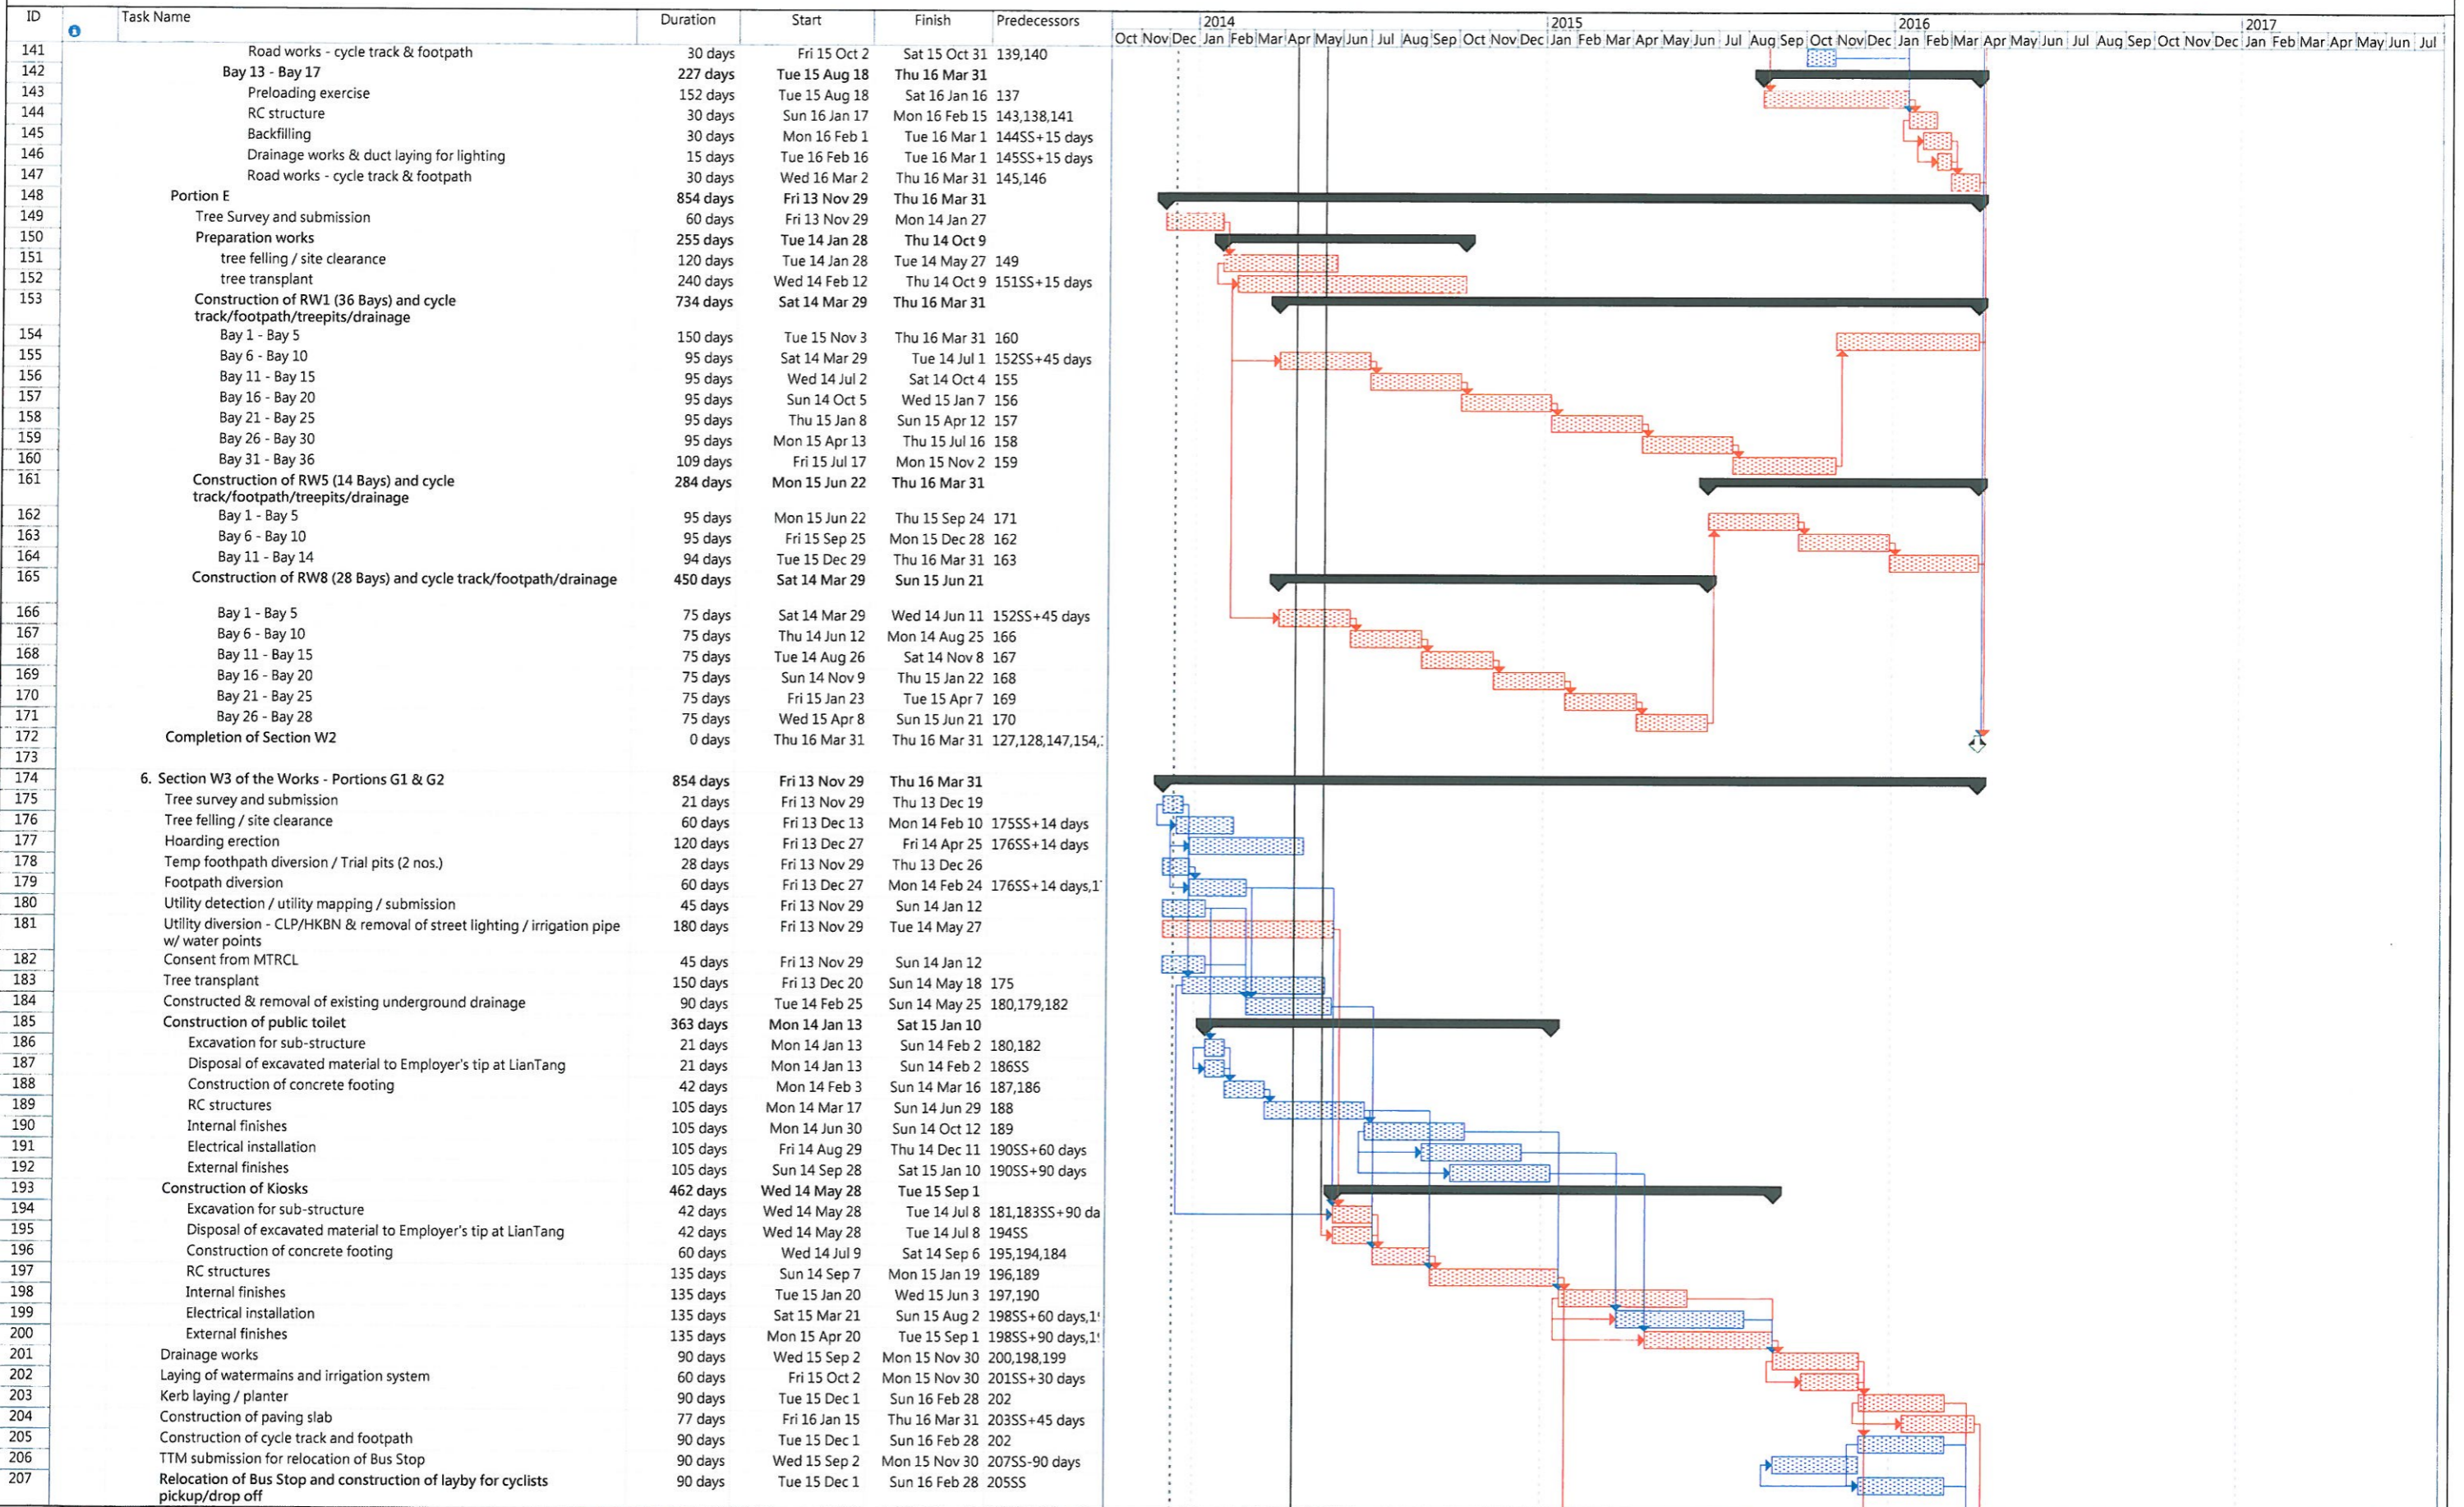 ID Task Name Duration Start Finish Predecessors 2014 2015 2016 2017
Oct Nov Dec Jan Feb Mar Apr May Jun Jul Aug Sep Oct Nov Dec Jan Feb Mar Apr May Jun Jul Aug Sep Oct Nov Dec Jan Feb Mar Apr May Jun Jul Aug Sep Oct Nov Dec Jan Feb Mar Apr May Jun Jul
141 Road works - cycle track & footpath 30 days Fri 15 Oct 2 Sat 15 Oct 31 139,140
142 Bay 13 - Bay 17 227 days Tue 15 Aug 18 Thu 16 Mar 31
143 Preloading exercise 152 days Tue 15 Aug 18 Sat 16 Jan 16 137
144 RC structure 30 days Sun 16 Jan 17 Mon 16 Feb 15 143,138,141
145 Backfilling 30 days Mon 16 Feb 1 Tue 16 Mar 1 144SS+15 days
146 Drainage works & duct laying for lighting 15 days Tue 16 Feb 16 Tue 16 Mar 1 145SS+15 days
147 Road works - cycle track & footpath 30 days Wed 16 Mar 2 Thu 16 Mar 31 145,146
148 Portion E 854 days Fri 13 Nov 29 Thu 16 Mar 31
149 Tree Survey and submission 60 days Fri 13 Nov 29 Mon 14 Jan 27
150 Preparation works 255 days Tue 14 Jan 28 Thu 14 Oct 9
151 tree felling / site clearance 120 days Tue 14 Jan 28 Tue 14 May 27 149
152 tree transplant 240 days Wed 14 Feb 12 Thu 14 Oct 9 151SS+15 days
153 Construction of RW1 (36 Bays) and cycle 734 days Sat 14 Mar 29 Thu 16 Mar 31
track/footpath/treepits/drainage
154 Bay 1 - Bay 5 150 days Tue 15 Nov 3 Thu 16 Mar 31 160
155 Bay 6 - Bay 10 95 days Sat 14 Mar 29 Tue 14 Jul 1 152SS+45 days
156 Bay 11 - Bay 15 95 days Wed 14 Jul 2 Sat 14 Oct 4 155
157 Bay 16 - Bay 20 95 days Sun 14 Oct 5 Wed 15 Jan 7 156
158 Bay 21 - Bay 25 95 days Thu 15 Jan 8 Sun 15 Apr 12 157
159 Bay 26 - Bay 30 95 days Mon 15 Apr 13 Thu 15 Jul 16 158
160 Bay 31 - Bay 36 109 days Fri 15 Jul 17 Mon 15 Nov 2 159
161 Construction of RW5 (14 Bays) and cycle 284 days Mon 15 Jun 22 Thu 16 Mar 31
track/footpath/treepits/drainage
162 Bay 1 - Bay 5 95 days Mon 15 Jun 22 Thu 15 Sep 24 171
163 Bay 6 - Bay 10 95 days Fri 15 Sep 25 Mon 15 Dec 28 162
164 Bay 11 - Bay 14 94 days Tue 15 Dec 29 Thu 16 Mar 31 163
165 Construction of RW8 (28 Bays) and cycle track/footpath/drainage 450 days Sat 14 Mar 29 Sun 15 Jun 21
166 Bay 1 - Bay 5 75 days Sat 14 Mar 29 Wed 14 Jun 11 152SS+45 days
167 Bay 6 - Bay 10 75 days Thu 14 Jun 12 Mon 14 Aug 25 166
168 Bay 11 - Bay 15 75 days Tue 14 Aug 26 Sat 14 Nov 8 167
169 Bay 16 - Bay 20 75 days Sun 14 Nov 9 Thu 15 Jan 22 168
170 Bay 21 - Bay 25 75 days Fri 15 Jan 23 Tue 15 Apr 7 169
171 Bay 26 - Bay 28 75 days Wed 15 Apr 8 Sun 15 Jun 21 170
172 Completion of Section W2 0 days Thu 16 Mar 31 Thu 16 Mar 31 127,128,147,154,
173
174 6. Section W3 of the Works - Portions G1 & G2 854 days Fri 13 Nov 29 Thu 16 Mar 31
175 Tree survey and submission 21 days Fri 13 Nov 29 Thu 13 Dec 19
176 Tree felling / site clearance 60 days Fri 13 Dec 13 Mon 14 Feb 10 175SS+14 days
177 Hoarding erection 120 days Fri 13 Dec 27 Fri 14 Apr 25 176SS+14 days
178 Temp foothpath diversion / Trial pits (2 nos.) 28 days Fri 13 Nov 29 Thu 13 Dec 26
179 Footpath diversion 60 days Fri 13 Dec 27 Mon 14 Feb 24 176SS+14 days,1
180 Utility detection / utility mapping / submission 45 days Fri 13 Nov 29 Sun 14 Jan 12
181 Utility diversion - CLP/HKBN & removal of street lighting / irrigation pipe 180 days Fri 13 Nov 29 Tue 14 May 27
w/ water points
182 Consent from MTRCL 45 days Fri 13 Nov 29 Sun 14 Jan 12
183 Tree transplant 150 days Fri 13 Dec 20 Sun 14 May 18 175
184 Constructed & removal of existing underground drainage 90 days Tue 14 Feb 25 Sun 14 May 25 180,179,182
185 Construction of public toilet 363 days Mon 14 Jan 13 Sat 15 Jan 10
186 Excavation for sub-structure 21 days Mon 14 Jan 13 Sun 14 Feb 2 180,182
187 Disposal of excavated material to Employer's tip at LianTang 21 days Mon 14 Jan 13 Sun 14 Feb 2 186SS
188 Construction of concrete footing 42 days Mon 14 Feb 3 Sun 14 Mar 16 187,186
189 RC structures 105 days Mon 14 Mar 17 Sun 14 Jun 29 188
190 Internal finishes 105 days Mon 14 Jun 30 Sun 14 Oct 12 189
191 Electrical installation 105 days Fri 14 Aug 29 Thu 14 Dec 11 190SS+60 days
192 External finishes 105 days Sun 14 Sep 28 Sat 15 Jan 10 190SS+90 days
193 Construction of Kiosks 462 days Wed 14 May 28 Tue 15 Sep 1
194 Excavation for sub-structure 42 days Wed 14 May 28 Tue 14 Jul 8 181,183SS+90 da
195 Disposal of excavated material to Employer's tip at LianTang 42 days Wed 14 May 28 Tue 14 Jul 8 194SS
196 Construction of concrete footing 60 days Wed 14 Jul 9 Sat 14 Sep 6 195,194,184
197 RC structures 135 days Sun 14 Sep 7 Mon 15 Jan 19 196,189
198 Internal finishes 135 days Tue 15 Jan 20 Wed 15 Jun 3 197,190
199 Electrical installation 135 days Sat 15 Mar 21 Sun 15 Aug 2 198SS+60 days,1
200 External finishes 135 days Mon 15 Apr 20 Tue 15 Sep 1 198SS+90 days,1
201 Drainage works 90 days Wed 15 Sep 2 Mon 15 Nov 30 200,198,199
202 Laying of watermains and irrigation system 60 days Fri 15 Oct 2 Mon 15 Nov 30 201SS+30 days
203 Kerb laying / planter 90 days Tue 15 Dec 1 Sun 16 Feb 28 202
204 Construction of paving slab 77 days Fri 16 Jan 15 Thu 16 Mar 31 203SS+45 days
205 Construction of cycle track and footpath 90 days Tue 15 Dec 1 Sun 16 Feb 28 202
206 TTM submission for relocation of Bus Stop 90 days Wed 15 Sep 2 Mon 15 Nov 30 207SS-90 days
207 Relocation of Bus Stop and construction of layby for cyclists 90 days Tue 15 Dec 1 Sun 16 Feb 28 205SS
pickup/drop off